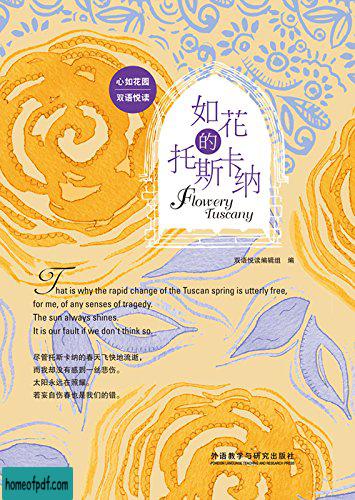 心如花园
双语悦读
如花
的
托斯卡纳
Flowery
Tuscany
双语悦读编辑组 编
That is why the rapid change of the Tuscan spring is utterly free,
for me, of any senses of tragedy.
The sun always shines.
It is our fault if we don't think so.
尽管托斯卡纳的春天飞快地流逝,
而我却没有感到一丝悲伤。
太阳永远在照耀。
若妄自伤春也是我们的错。
外语教学与研究出版社
FOREIGN LANGUAGE TEACHING AND RESEARCH PRESS
homeofpdf.com